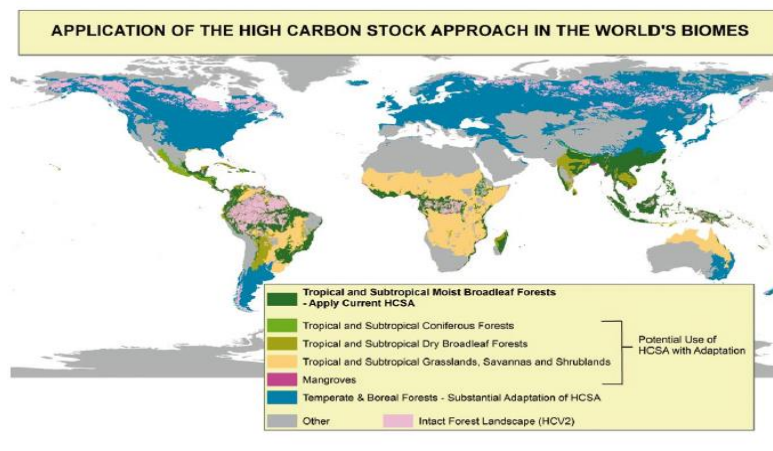 APPLICATION OF THE HIGH CARBON STOCK APPROACH IN THE WORLD'S BIOMES
Tropical and Subtropical Moist Broadleaf Forests
- Apply Current HCSA
Tropical and Subtropical Coniferous Forests
Tropical and Subtropical Dry Broadleaf Forests
Tropical and Subtropical Grasslands, Savannas and Shrublands
Mangroves
Potential Use of
HCSA with Adaptation
Temperate & Boreal Forests - Substantial Adaptation of HCSA
Other
Intact Forest Landscape (HCV2)